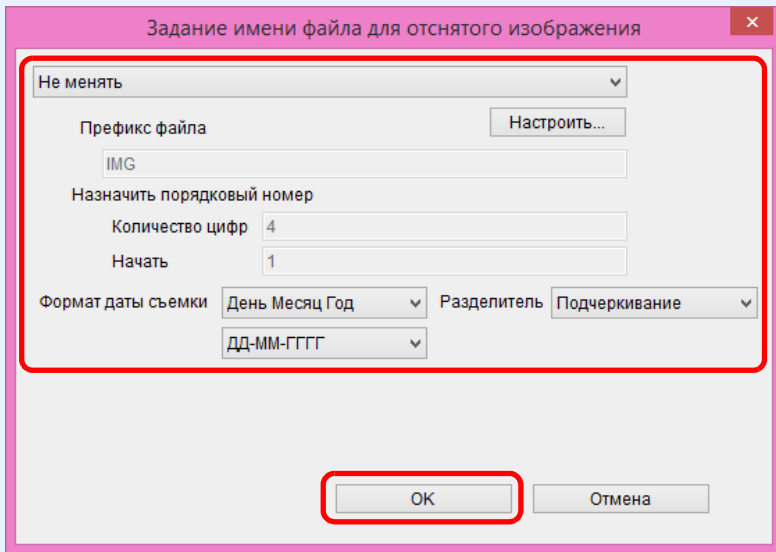 Задание имени файла для отснятого изображения
Не менять
Префикс файла
Настроить...
IMG
Назначить порядковый номер
Количество цифр 4
Начать 1
Формат даты съемки День Месяц Год Разделитель Подчеркивание
ДД-ММ-ГГГГ
OK Отмена